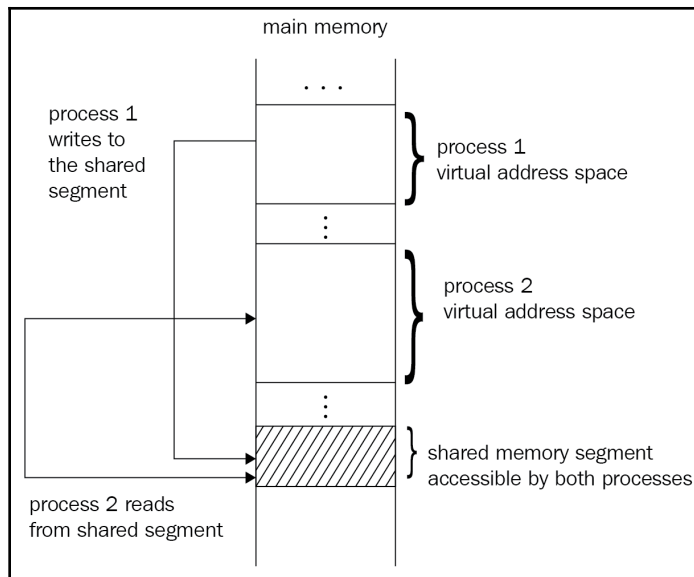 main memory
. . .
process 1
writes to
the shared
segment
process 1
virtual address space
process 2
virtual address space
shared memory segment
accessible by both processes
process 2 reads
from shared segment